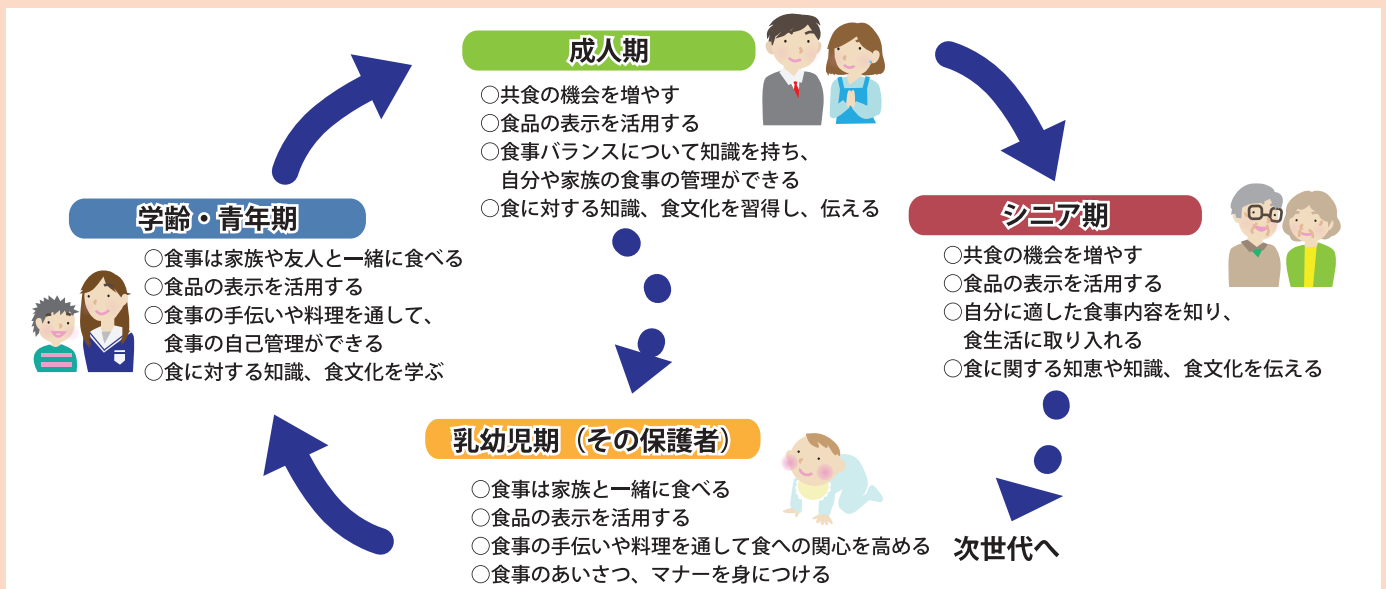 成人期
○共食の機会を増やす
○食品の表示を活用する
○食事バランスについて知識を持ち、
自分や家族の食事の管理ができる
○食に対する知識、食文化を習得し、伝える
学齢・青年期
○食事は家族や友人と一緒に食べる
○食品の表示を活用する
○食事の手伝いや料理を通して、
食事の自己管理ができる
○食に対する知識、食文化を学ぶ
シニア期
○共食の機会を増やす
○食品の表示を活用する
○自分に適した食事内容を知り、
食生活に取り入れる
○食に関する知恵や知識、食文化を伝える
乳幼児期（その保護者）
○食事は家族と一緒に食べる
○食品の表示を活用する
○食事の手伝いや料理を通して食への関心を高める
○食事のあいさつ、マナーを身につける
次世代へ